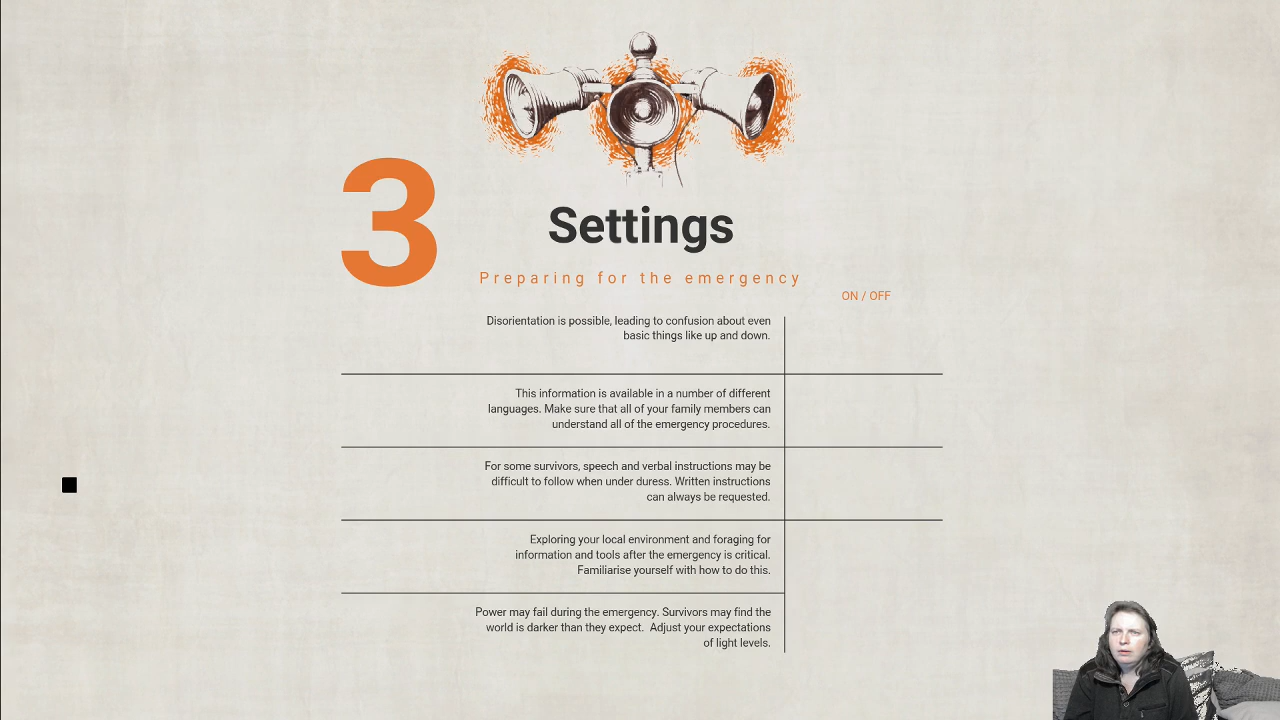 3
Settings
Preparing for the emergency
ON / OFF
Disorientation is possible, leading to confusion about even
basic things like up and down.
This information is available in a number of different
languages. Make sure that all of your family members can
understand all of the emergency procedures.
For some survivors, speech and verbal instructions may be
difficult to follow when under duress. Written instructions
can always be requested.
Exploring your local environment and foraging for
information and tools after the emergency is critical.
Familiarise yourself with how to do this.
Power may fail during the emergency. Survivors may find the
world is darker than they expect. Adjust your expectations
of light levels.